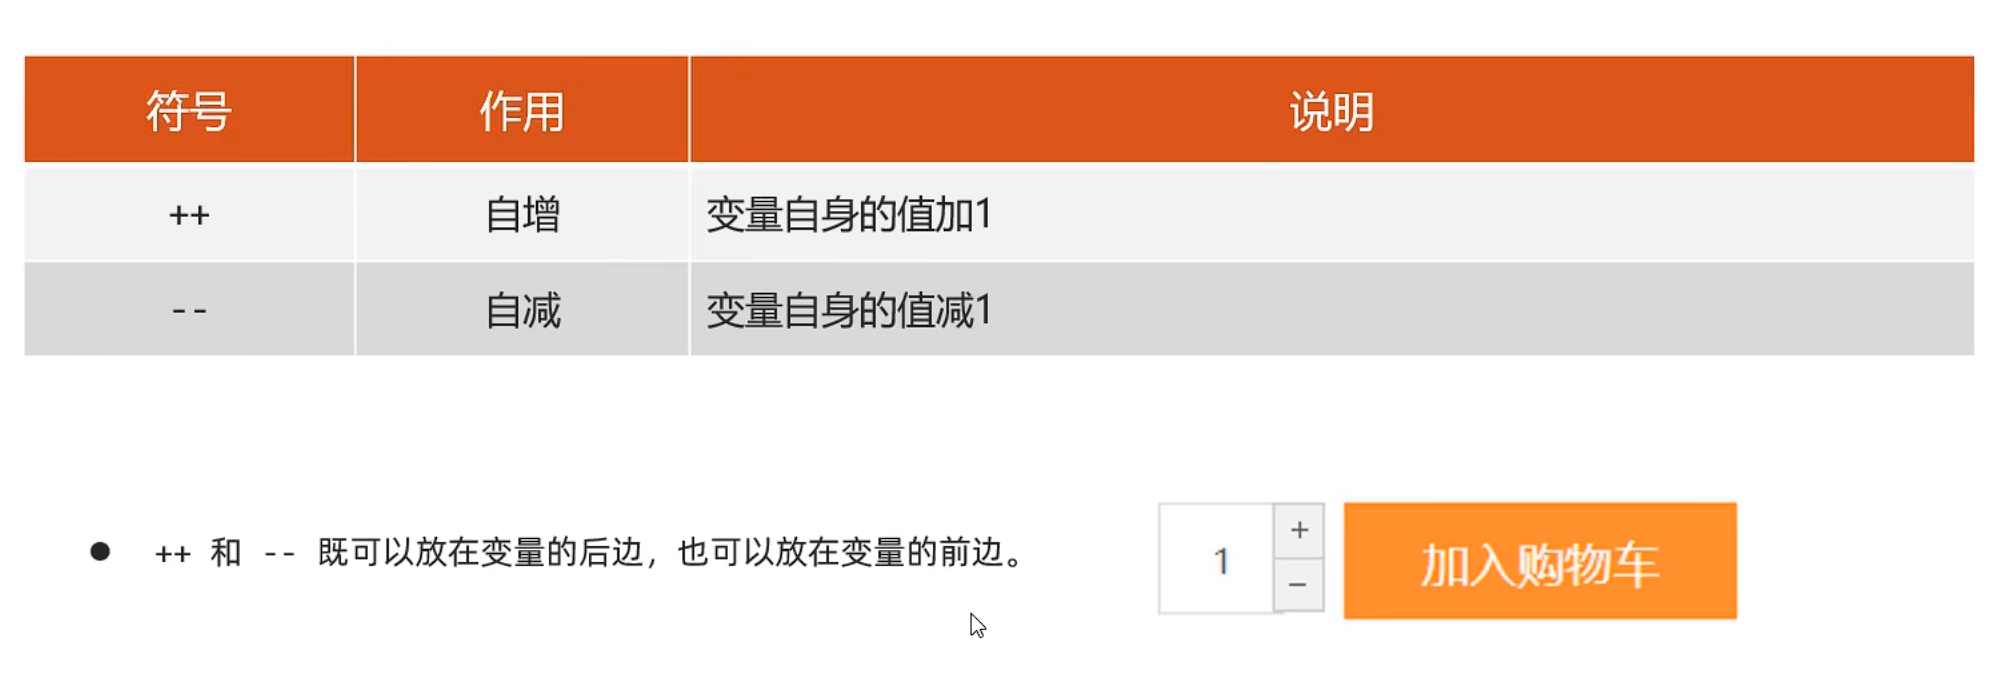 符号 作用 说明
++ 自增 变量自身的值加1
-- 自减 变量自身的值减1
● ++ 和 -- 既可以放在变量的后边，也可以放在变量的前边。
1 + −
加入购物车